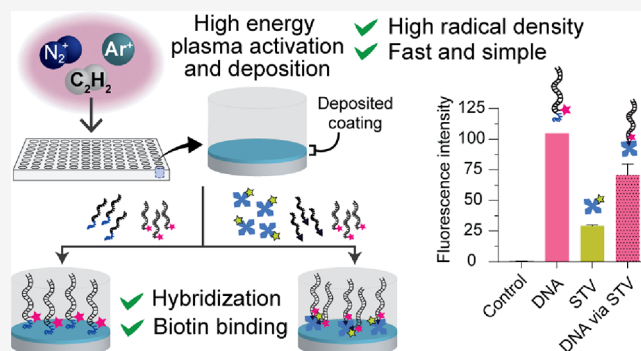 N₂⁺
Ar⁺
C₂H₂
High energy
plasma activation
and deposition
High radical density
Fast and simple
Deposited
coating
Hybridization
Biotin binding
Fluorescence intensity
125
100
75
50
25
0
Control
DNA
STV
DNA via STV